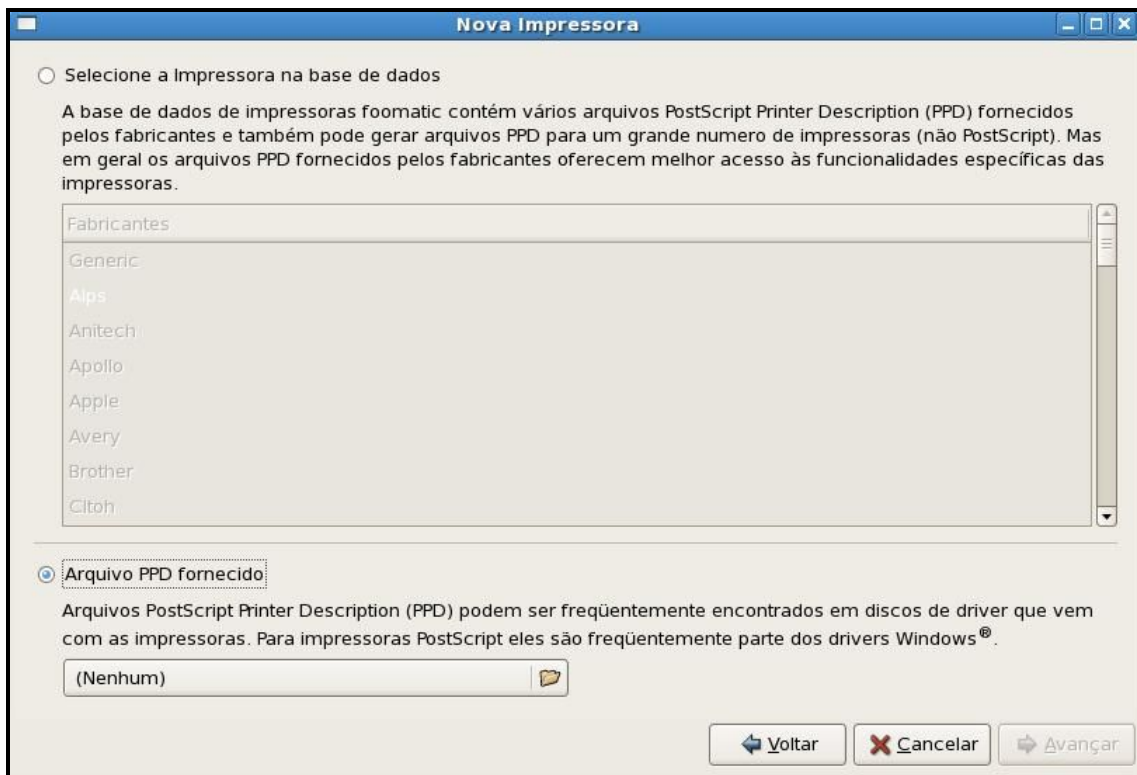 Nova Impressora
Selecione a Impressora na base de dados
A base de dados de impressoras foomatic contém vários arquivos PostScript Printer Description (PPD) fornecidos
pelos fabricantes e também pode gerar arquivos PPD para um grande numero de impressoras (não PostScript). Mas
em geral os arquivos PPD fornecidos pelos fabricantes oferecem melhor acesso às funcionalidades específicas das
impressoras.
Fabricantes
Generic
Alps
Anitech
Apollo
Apple
Avery
Brother
Citoh
Arquivo PPD fornecido
Arquivos PostScript Printer Description (PPD) podem ser freqüentemente encontrados em discos de driver que vem
com as impressoras. Para impressoras PostScript eles são freqüentemente parte dos drivers Windows®.
(Nenhum)
Voltar Cancelar Avançar